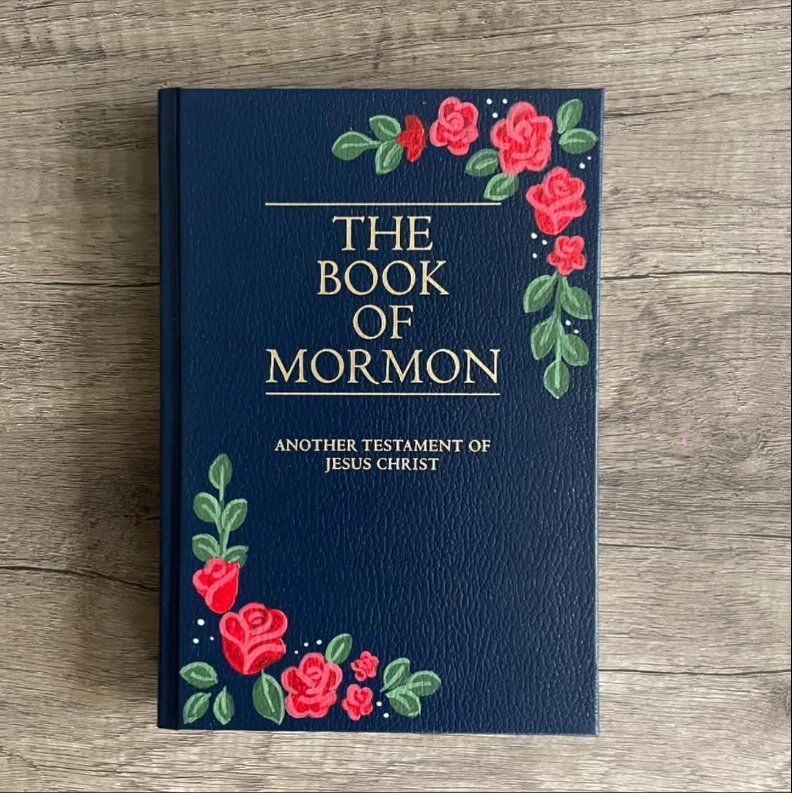 THE
BOOK
OF
MORMON
ANOTHER TESTAMENT OF
JESUS CHRIST